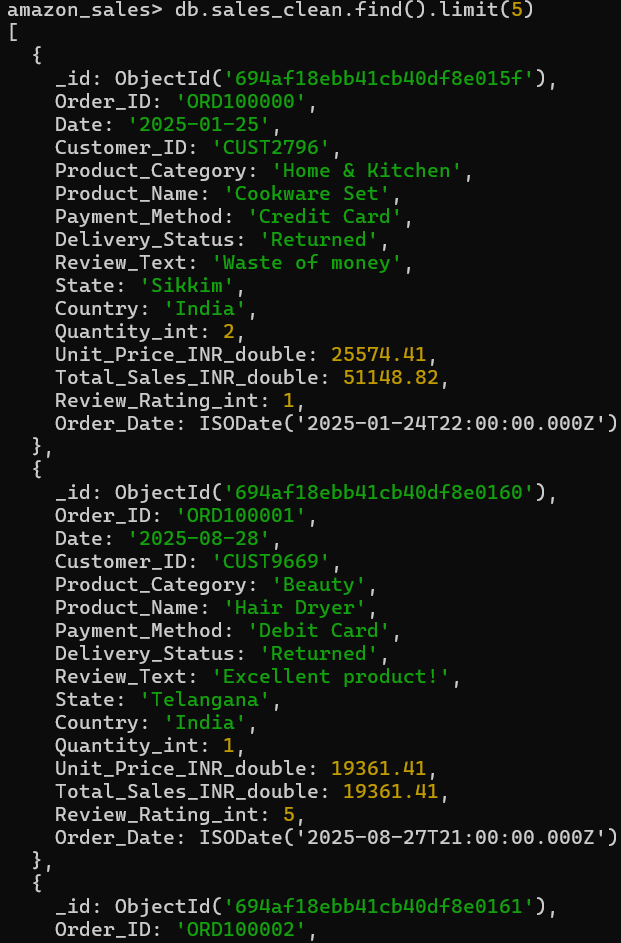 amazon_sales> db.sales_clean.find().limit(5)
[
  {
    _id: ObjectId('694af18ebb41cb40df8e015f'),
    Order_ID: 'ORD100000',
    Date: '2025-01-25',
    Customer_ID: 'CUST2796',
    Product_Category: 'Home & Kitchen',
    Product_Name: 'Cookware Set',
    Payment_Method: 'Credit Card',
    Delivery_Status: 'Returned',
    Review_Text: 'Waste of money',
    State: 'Sikkim',
    Country: 'India',
    Quantity_int: 2,
    Unit_Price_INR_double: 25574.41,
    Total_Sales_INR_double: 51148.82,
    Review_Rating_int: 1,
    Order_Date: ISODate('2025-01-24T22:00:00.000Z')
  },
  {
    _id: ObjectId('694af18ebb41cb40df8e0160'),
    Order_ID: 'ORD100001',
    Date: '2025-08-28',
    Customer_ID: 'CUST9669',
    Product_Category: 'Beauty',
    Product_Name: 'Hair Dryer',
    Payment_Method: 'Debit Card',
    Delivery_Status: 'Returned',
    Review_Text: 'Excellent product!',
    State: 'Telangana',
    Country: 'India',
    Quantity_int: 1,
    Unit_Price_INR_double: 19361.41,
    Total_Sales_INR_double: 19361.41,
    Review_Rating_int: 5,
    Order_Date: ISODate('2025-08-27T21:00:00.000Z')
  },
  {
    _id: ObjectId('694af18ebb41cb40df8e0161'),
    Order_ID: 'ORD100002',